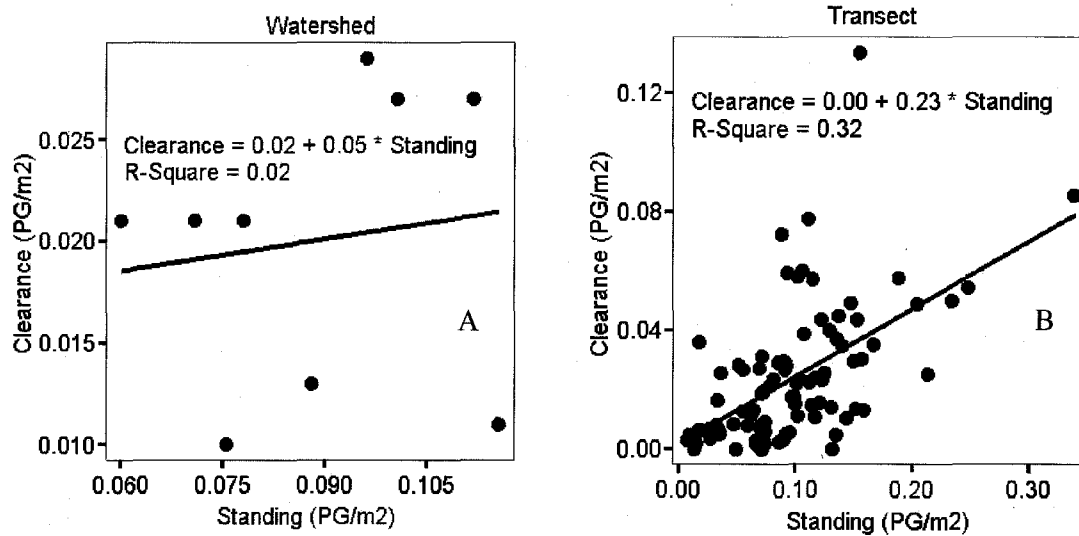 Watershed
Clearance = 0.02 + 0.05 * Standing
R-Square = 0.02
Clearance (PG/m2)
0.025
0.020
0.015
0.010
A
0.060
0.075
0.090
0.105
Standing (PG/m2)
Transect
Clearance = 0.00 + 0.23 * Standing
R-Square = 0.32
Clearance (PG/m2)
0.12
0.08
0.04
0.00
B
0.00
0.10
0.20
0.30
Standing (PG/m2)